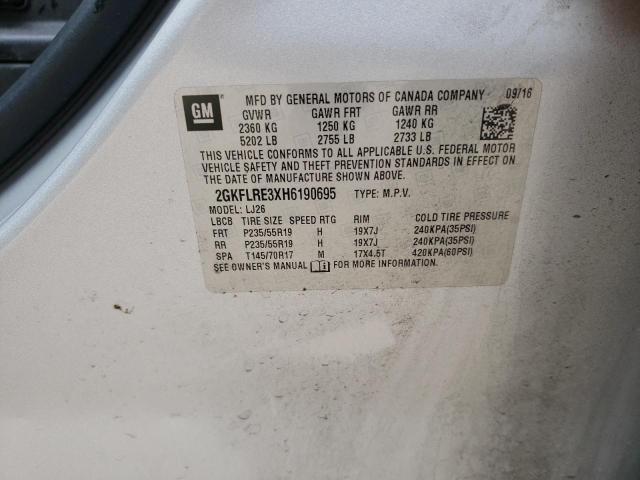 GM
MFD BY GENERAL MOTORS OF CANADA COMPANY 09/16
GVWR GAWR FRT GAWR RR
2360 KG 1250 KG 1240 KG
5202 LB 2755 LB 2733 LB
THIS VEHICLE CONFORMS TO ALL APPLICABLE U.S. FEDERAL MOTOR
VEHICLE SAFETY AND THEFT PREVENTION STANDARDS IN EFFECT ON
THE DATE OF MANUFACTURE SHOWN ABOVE.
2GKFLRE3XH6190695 TYPE: M.P.V.
MODEL: LJ26
LBCB TIRE SIZE SPEED RTG RIM COLD TIRE PRESSURE
FRT P235/55R19 H 19X7J 240KPA(35PSI)
RR P235/55R19 H 19X7J 240KPA(35PSI)
SPA T145/70R17 M 17X4.5T 420KPA(60PSI)
SEE OWNER'S MANUAL FOR MORE INFORMATION.